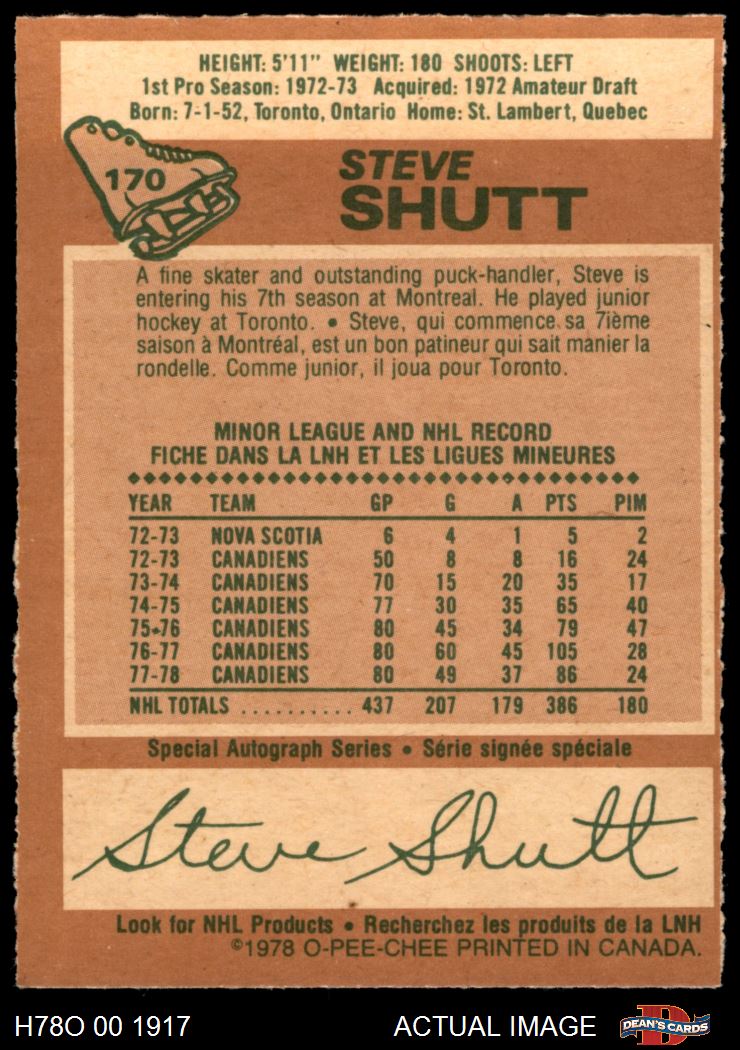 HEIGHT: 5'11" WEIGHT: 180 SHOOTS: LEFT
1st Pro Season: 1972-73 Acquired: 1972 Amateur Draft
Born: 7-1-52, Toronto, Ontario Home: St. Lambert, Quebec
170
STEVE
SHUTT
A fine skater and outstanding puck-handler, Steve is
entering his 7th season at Montreal. He played junior
hockey at Toronto. • Steve, qui commence sa 7ième
saison à Montréal, est un bon patineur qui sait manier la
rondelle. Comme junior, il joua pour Toronto.
MINOR LEAGUE AND NHL RECORD
FICHE DANS LA LNH ET LES LIGUES MINEURES
YEAR TEAM GP G A PTS PIM
72-73 NOVA SCOTIA 6 4 1 5 2
72-73 CANADIENS 50 8 8 16 24
73-74 CANADIENS 70 15 20 35 17
74-75 CANADIENS 77 30 35 65 40
75-76 CANADIENS 80 45 34 79 47
76-77 CANADIENS 80 60 45 105 28
77-78 CANADIENS 80 49 37 86 24
NHL TOTALS .......... 437 207 179 386 180
Special Autograph Series • Série signée spéciale
Steve Shutt
Look for NHL Products • Recherchez les produits de la LNH
©1978 O-PEE-CHEE PRINTED IN CANADA.
H78O 00 1917 ACTUAL IMAGE D DEAN'S CARDS